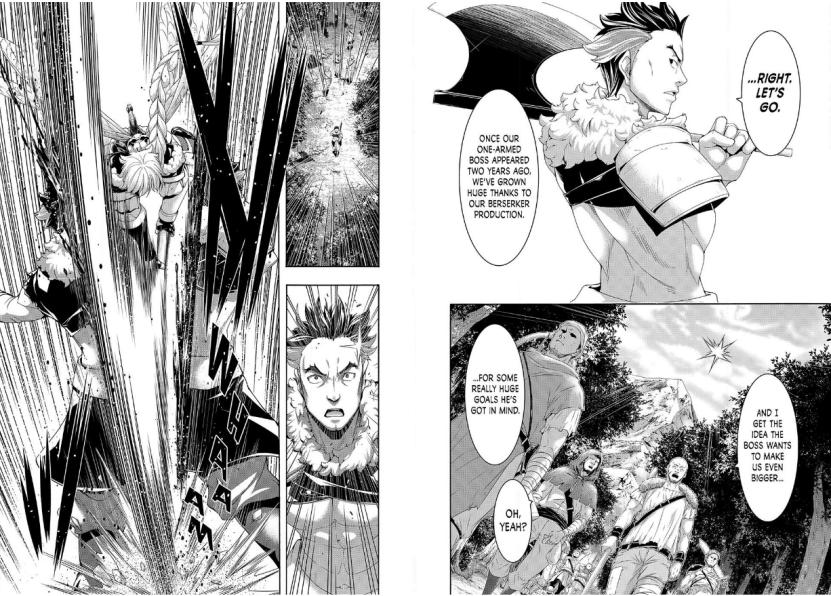 ...RIGHT.
LET'S
GO.
ONCE OUR
ONE-ARMED
BOSS APPEARED
TWO YEARS AGO,
WE'VE GROWN
HUGE THANKS TO
OUR BERSERKER
PRODUCTION.
AND I
GET THE
IDEA THE
BOSS WANTS
TO MAKE
US EVEN
BIGGER...
...FOR SOME
REALLY HUGE
GOALS HE'S
GOT IN MIND.
OH,
YEAH?